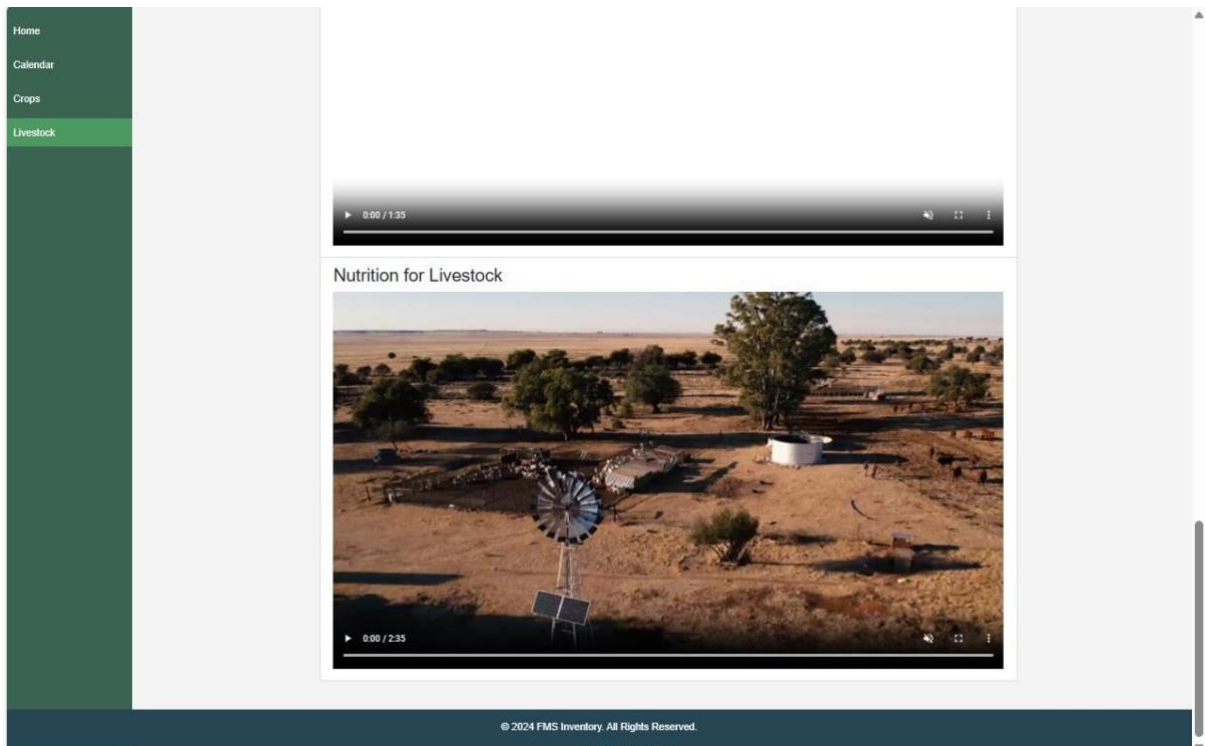 Home
Calendar
Crops
Livestock
0:00 / 1:35
Nutrition for Livestock
0:00 / 2:35
© 2024 FMS Inventory. All Rights Reserved.